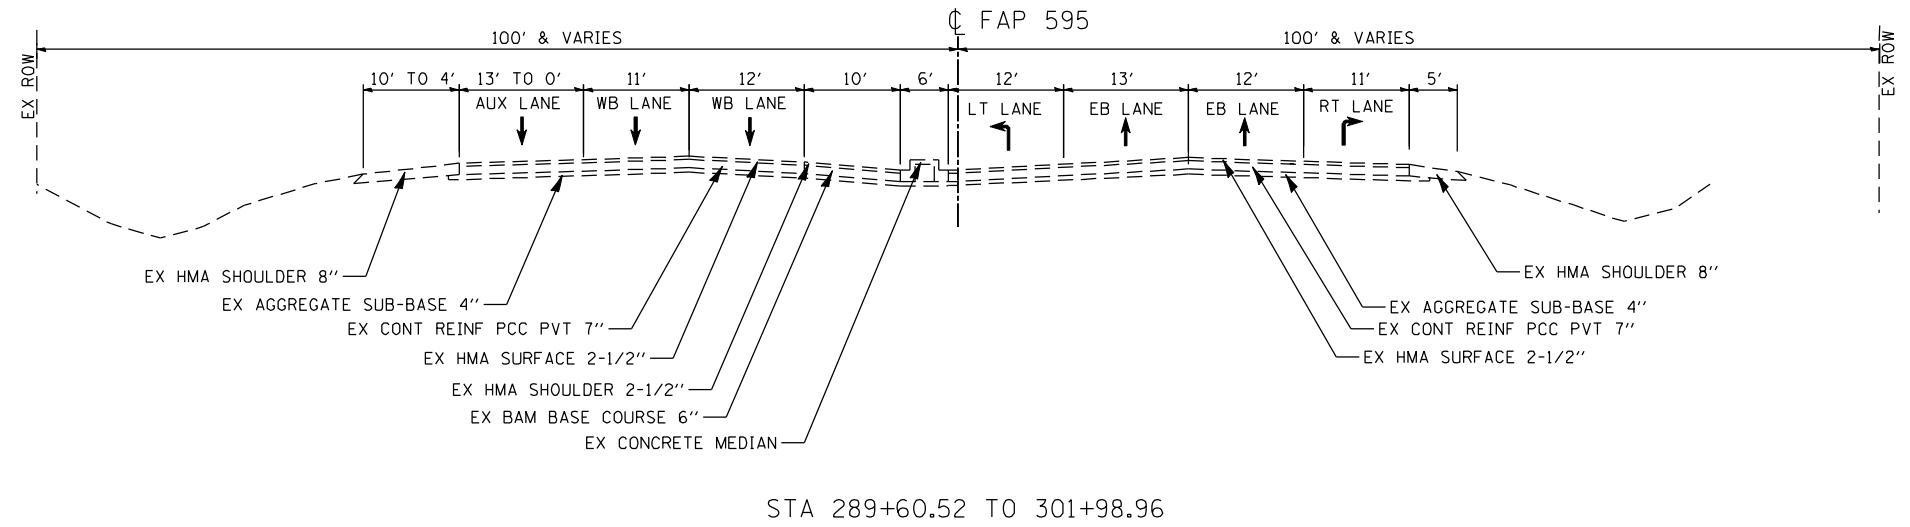 ℄ FAP 595
100' & VARIES
100' & VARIES
EX ROW
EX ROW
10' TO 4'
13' TO 0'
11'
12'
10'
6'
12'
13'
12'
11'
5'
AUX LANE
WB LANE
WB LANE
LT LANE
EB LANE
EB LANE
RT LANE
EX HMA SHOULDER 8"
EX AGGREGATE SUB-BASE 4"
EX CONT REINF PCC PVT 7"
EX HMA SURFACE 2-1/2"
EX HMA SHOULDER 2-1/2"
EX BAM BASE COURSE 6"
EX CONCRETE MEDIAN
EX HMA SHOULDER 8"
EX AGGREGATE SUB-BASE 4"
EX CONT REINF PCC PVT 7"
EX HMA SURFACE 2-1/2"
STA 289+60.52 TO 301+98.96